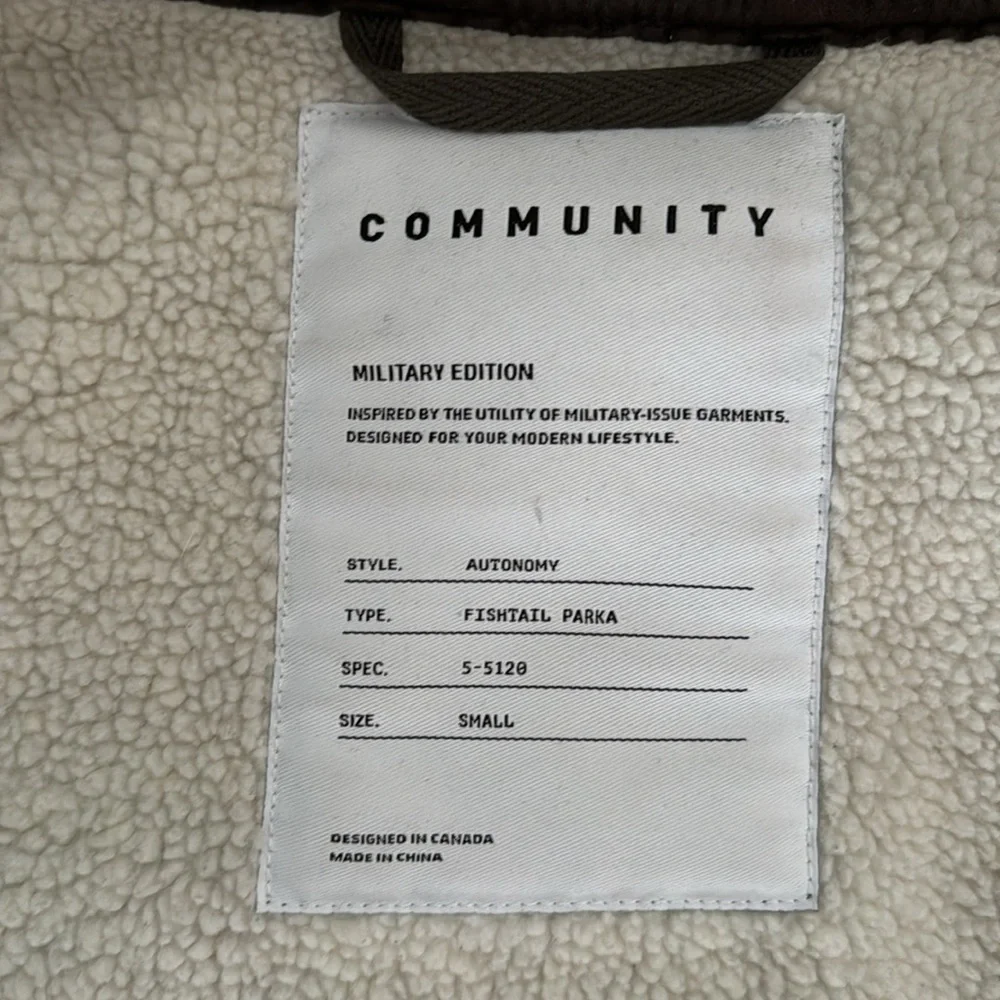 COMMUNITY
MILITARY EDITION
INSPIRED BY THE UTILITY OF MILITARY-ISSUE GARMENTS.
DESIGNED FOR YOUR MODERN LIFESTYLE.
STYLE. AUTONOMY
TYPE. FISHTAIL PARKA
SPEC. 5-5120
SIZE. SMALL
DESIGNED IN CANADA
MADE IN CHINA